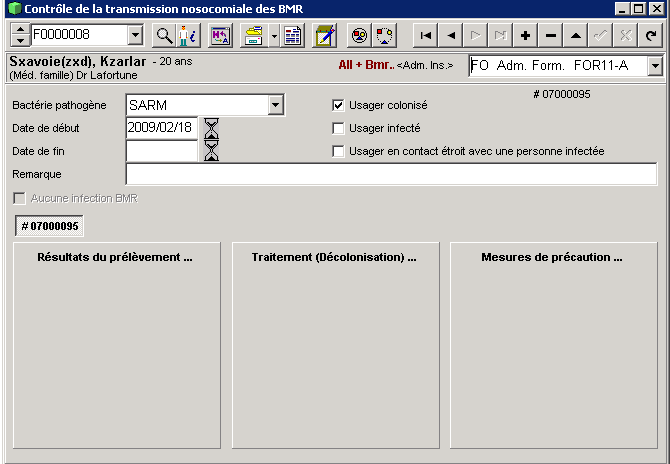 Contrôle de la transmission nosocomiale des BMR
F0000008
Sxavoie(zxd), Kzarlar - 20 ans
(Méd. famille) Dr Lafortune
All + Bmr.. <Adm. Ins.>
FO Adm. Form. FOR11-A
# 07000095
Bactérie pathogène SARM
Usager colonisé
Date de début 2009/02/18
Usager infecté
Date de fin
Usager en contact étroit avec une personne infectée
Remarque
Aucune infection BMR
# 07000095
Résultats du prélèvement ...
Traitement (Décolonisation) ...
Mesures de précaution ...